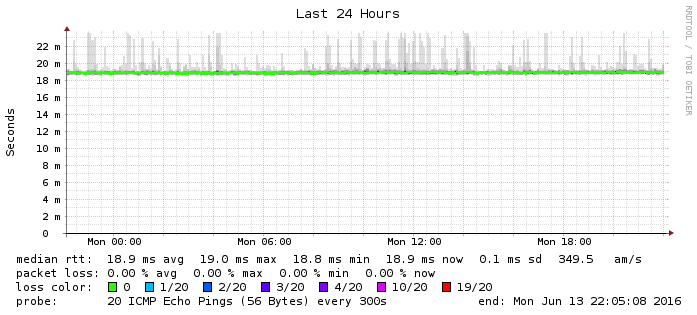 Last 24 Hours
RRDTOOL / TOBI OETIKER
Seconds
22 m
20 m
18 m
16 m
14 m
12 m
10 m
8 m
6 m
4 m
2 m
0
Mon 00:00 Mon 06:00 Mon 12:00 Mon 18:00
median rtt: 18.9 ms avg 19.0 ms max 18.8 ms min 18.9 ms now 0.1 ms sd 349.5 am/s
packet loss: 0.00 % avg 0.00 % max 0.00 % min 0.00 % now
loss color: 0 1/20 2/20 3/20 4/20 10/20 19/20
probe: 20 ICMP Echo Pings (56 Bytes) every 300s end: Mon Jun 13 22:05:08 2016